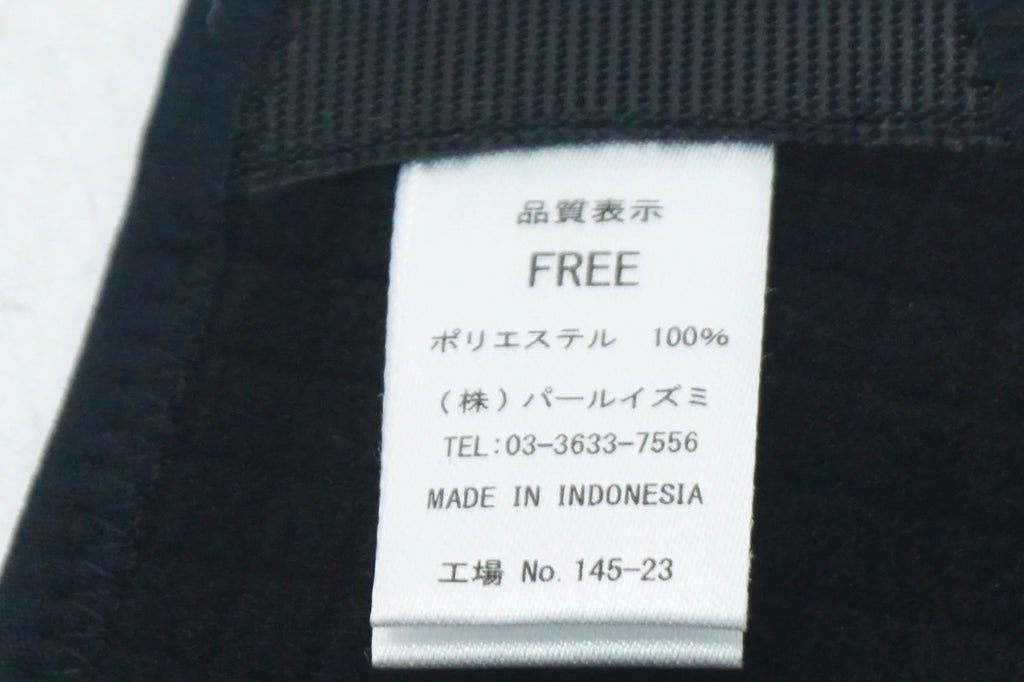 品質表示
FREE
ポリエステル 100%
(株)パールイズミ
TEL:03-3633-7556
MADE IN INDONESIA
工場 No. 145-23